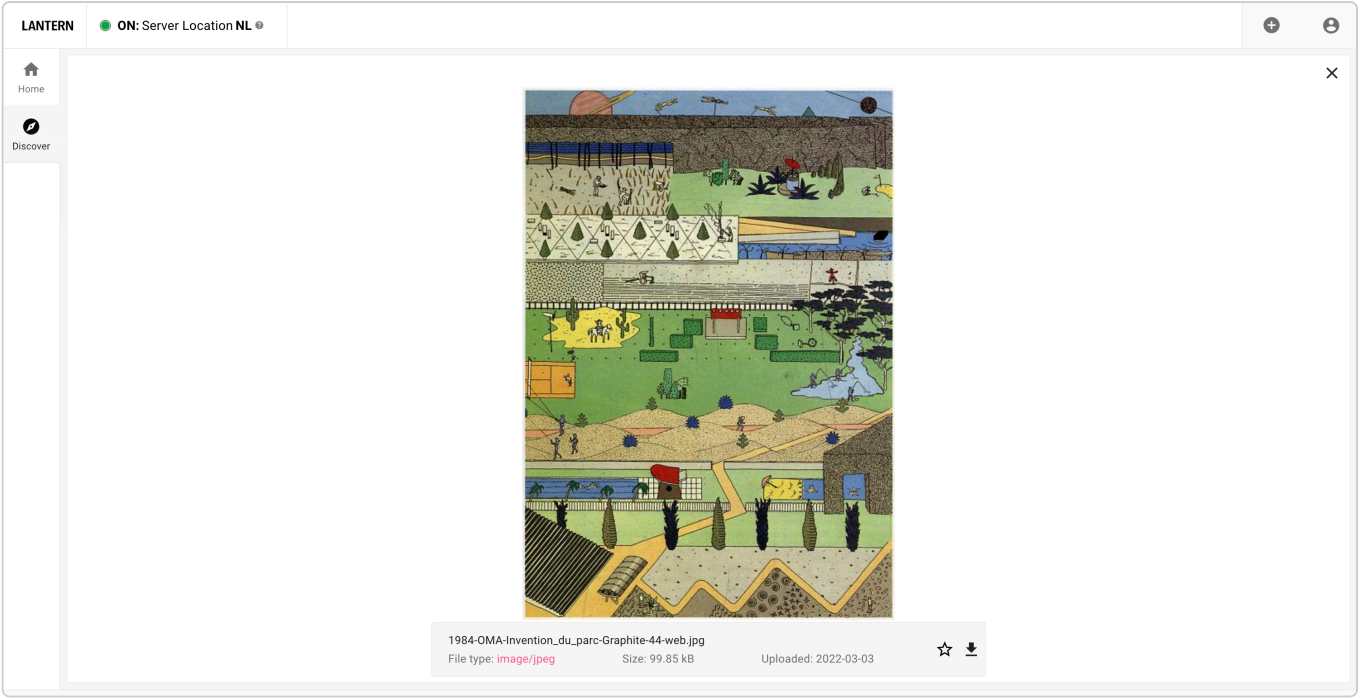 LANTERN
ON: Server Location NL
Home
Discover
1984-OMA-Invention_du_parc-Graphite-44-web.jpg
File type: image/jpeg
Size: 99.85 kB
Uploaded: 2022-03-03